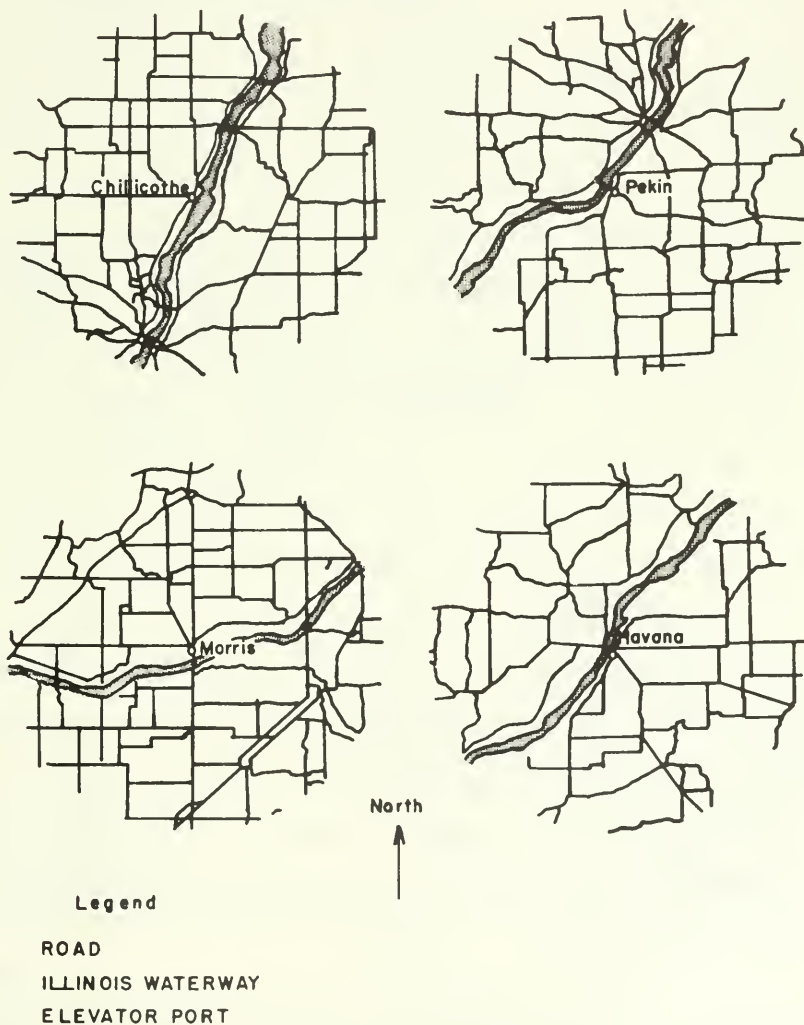 Chillicothe
Pekin
Morris
Havana
North
Legend
ROAD
ILLINOIS WATERWAY
ELEVATOR PORT